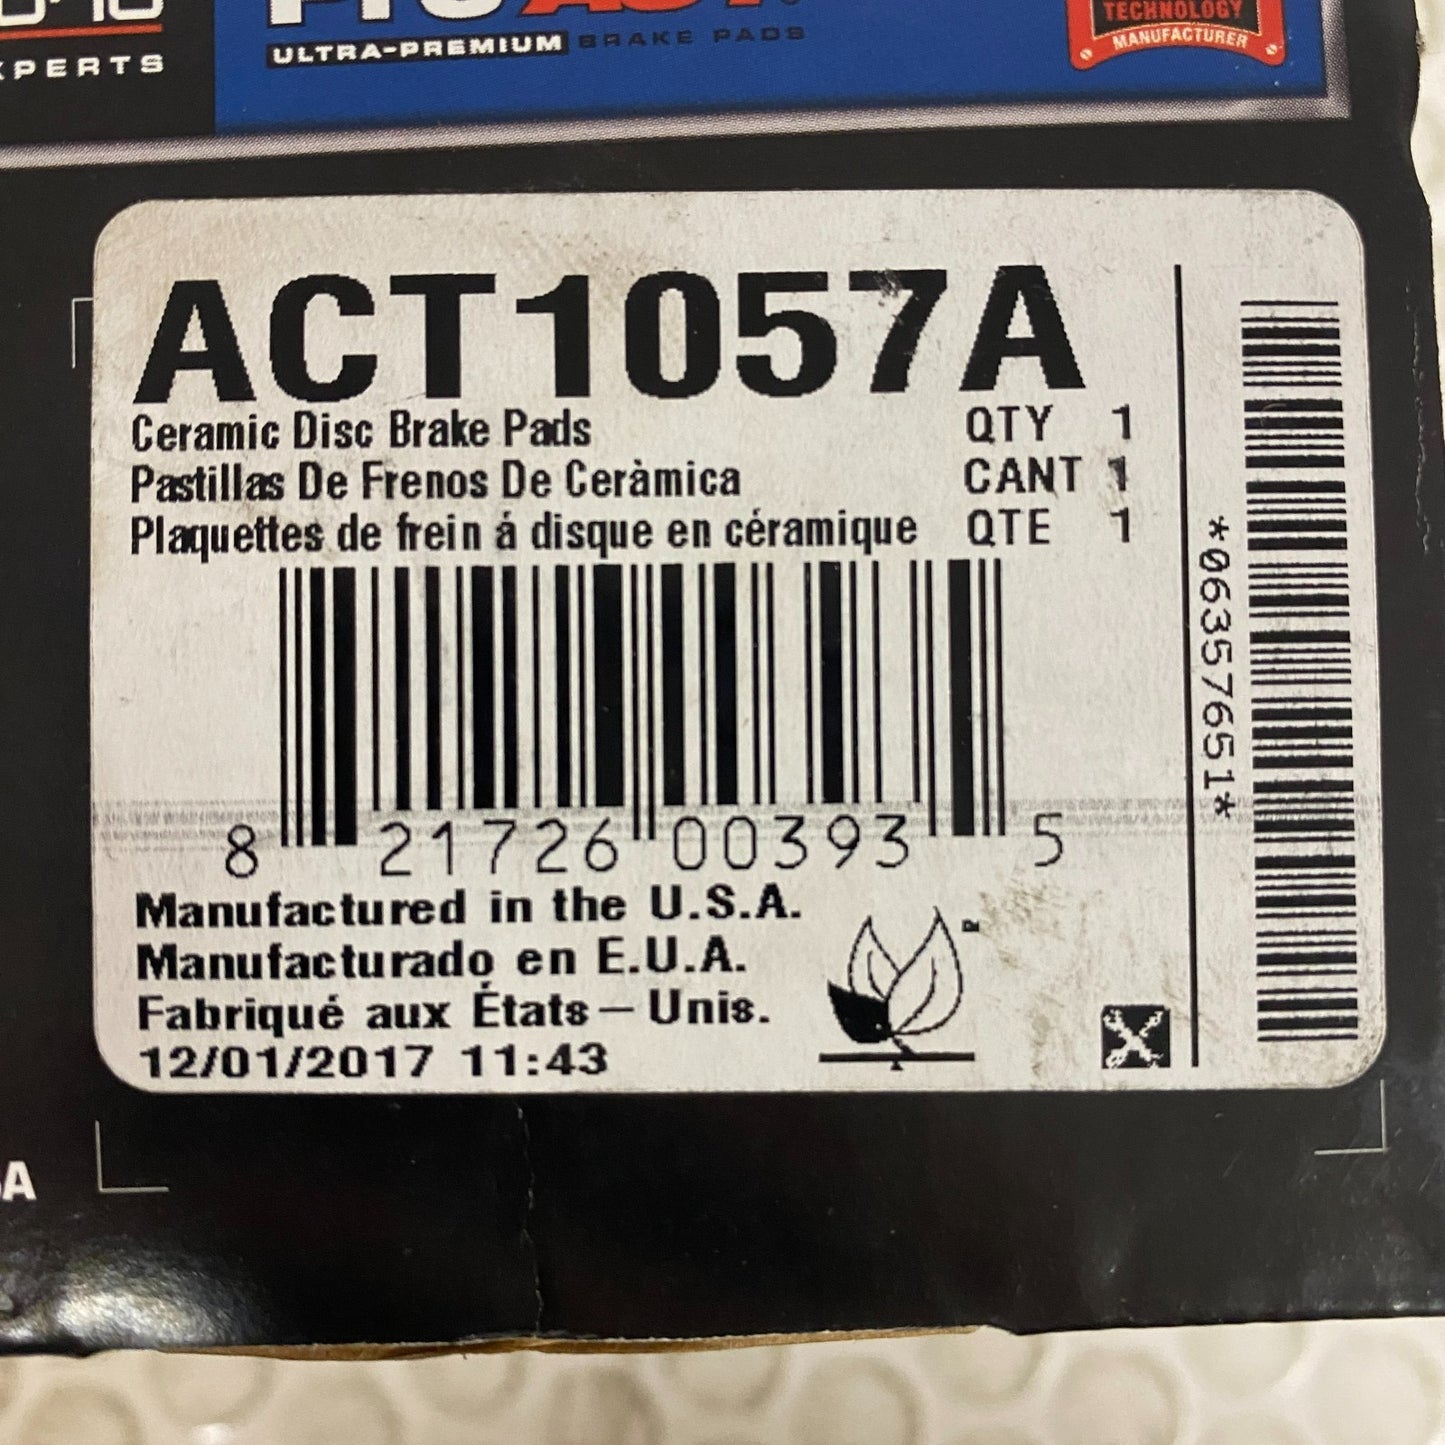 XPERTS
ULTRA-PREMIUM BRAKE PADS
TECHNOLOGY
MANUFACTURER
ACT1057A
Ceramic Disc Brake Pads QTY 1
Pastillas De Frenos De Ceràmica CANT 1
Plaquettes de frein á disque en céramique QTE 1
8 21726 00393 5
*06357651*
Manufactured in the U.S.A.
Manufacturado en E.U.A.
Fabriqué aux États-Unis.
12/01/2017 11:43